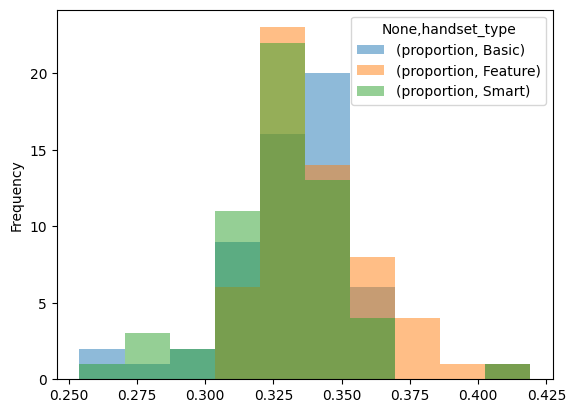 None,handset_type
(proportion, Basic)
(proportion, Feature)
(proportion, Smart)
Frequency
20
15
10
5
0
0.250 0.275 0.300 0.325 0.350 0.375 0.400 0.425